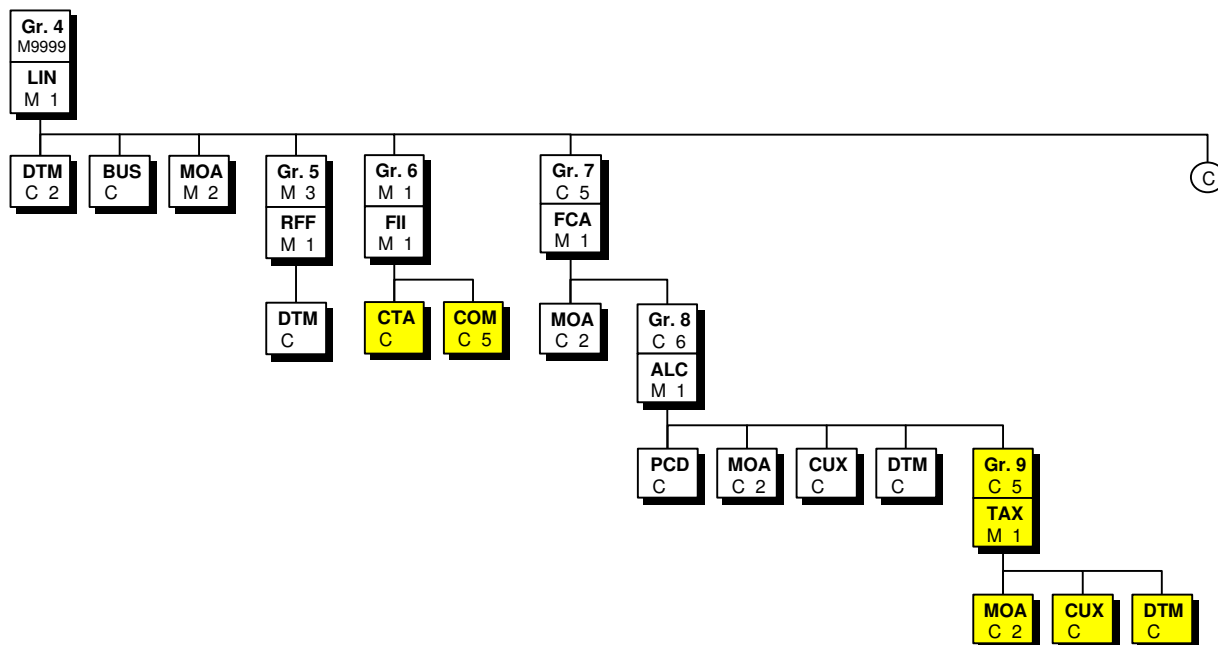 Gr. 4
M9999
LIN
M 1
DTM
C 2
BUS
C
MOA
M 2
Gr. 5
M 3
RFF
M 1
DTM
C
Gr. 6
M 1
FII
M 1
CTA
C
COM
C 5
Gr. 7
C 5
FCA
M 1
MOA
C 2
Gr. 8
C 6
ALC
M 1
PCD
C
MOA
C 2
CUX
C
DTM
C
Gr. 9
C 5
TAX
M 1
MOA
C 2
CUX
C
DTM
C
C